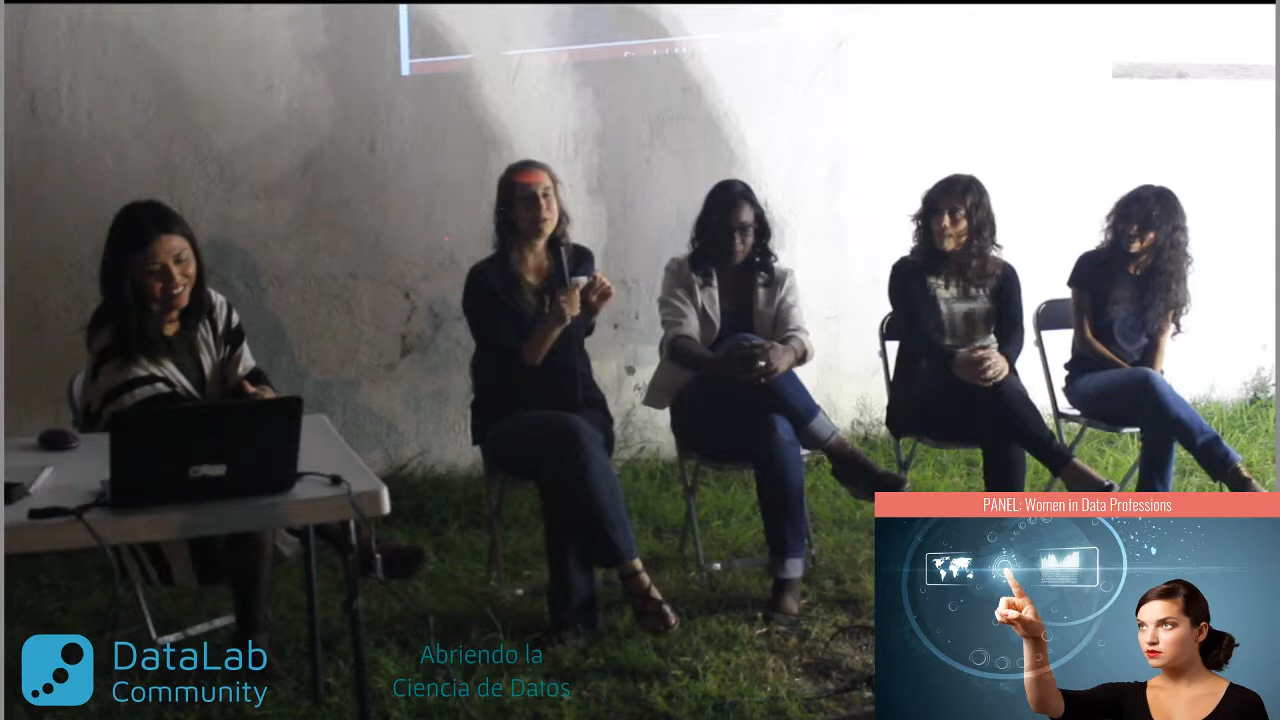 PANEL: Women in Data Professions
DataLab
Community
Abriendo la
Ciencia de Datos